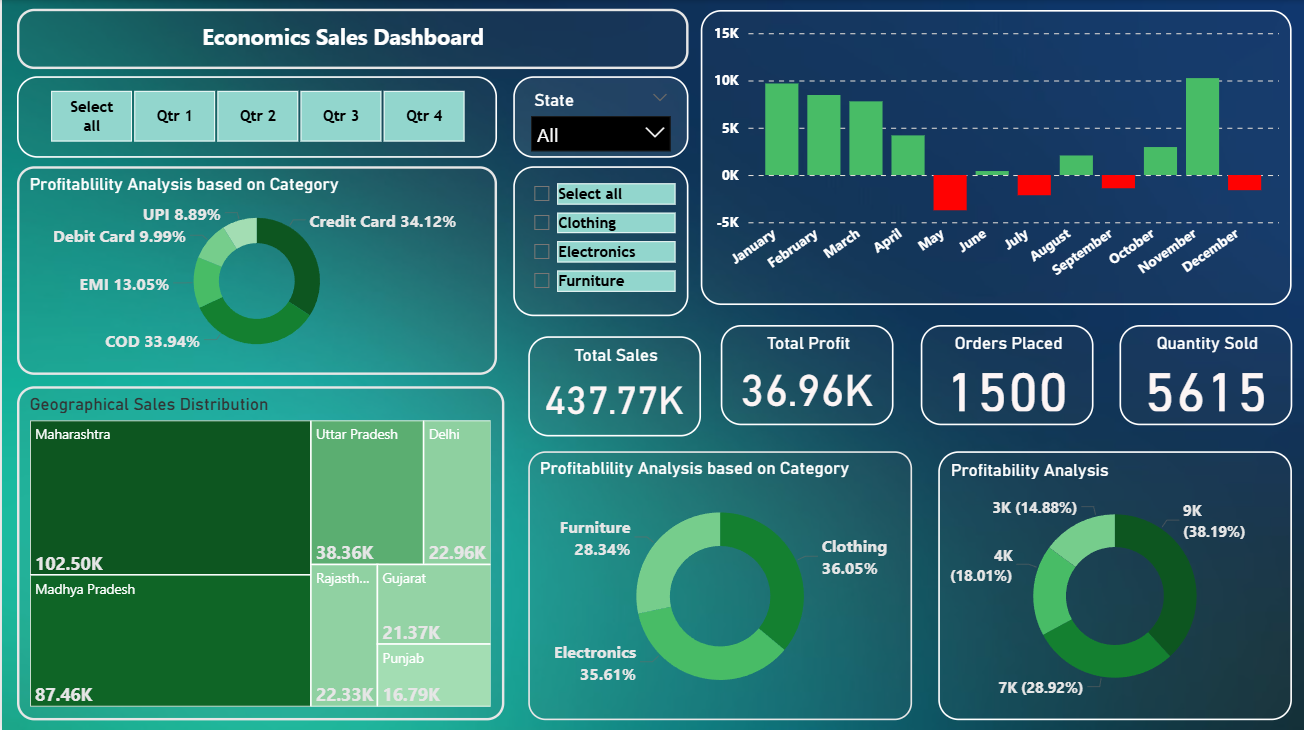 Economics Sales Dashboard
Select
all
Qtr 1
Qtr 2
Qtr 3
Qtr 4
State
All
Profitablility Analysis based on Category
UPI 8.89%
Debit Card 9.99%
EMI 13.05%
COD 33.94%
Credit Card 34.12%
Select all
Clothing
Electronics
Furniture
15K
10K
5K
0K
-5K
January
February
March
April
May
June
July
August
September
October
November
December
Total Sales
437.77K
Total Profit
36.96K
Orders Placed
1500
Quantity Sold
5615
Geographical Sales Distribution
Maharashtra
102.50K
Madhya Pradesh
87.46K
Uttar Pradesh
38.36K
Delhi
22.96K
Rajasth...
22.33K
Gujarat
21.37K
Punjab
16.79K
Profitablility Analysis based on Category
Furniture
28.34%
Clothing
36.05%
Electronics
35.61%
Profitability Analysis
3K (14.88%)
9K
(38.19%)
4K
(18.01%)
7K (28.92%)